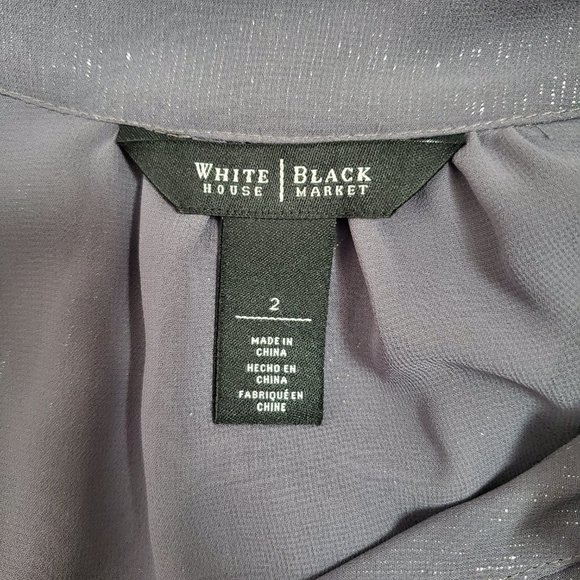 WHITE | BLACK
HOUSE | MARKET
2
MADE IN
CHINA
HECHO EN
CHINA
FABRIQUÉ EN
CHINE